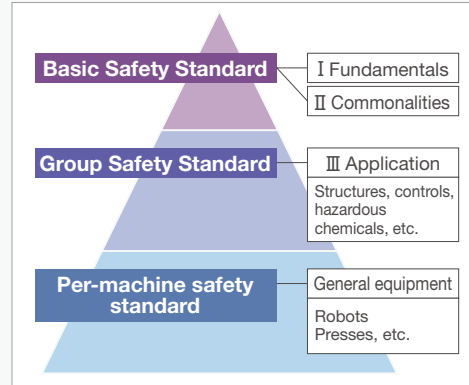 Basic Safety Standard
Ⅰ Fundamentals
Ⅱ Commonalities
Group Safety Standard
Ⅲ Application
Structures, controls,
hazardous
chemicals, etc.
Per-machine safety
standard
General equipment
Robots
Presses, etc.